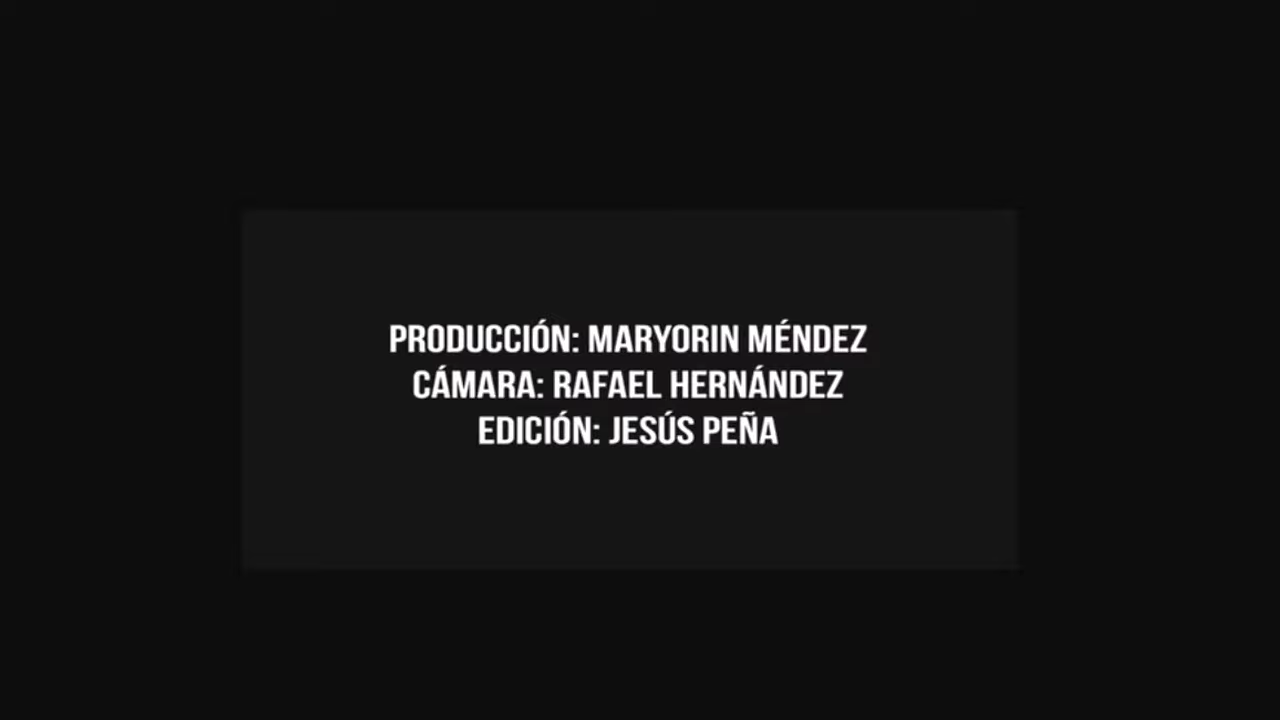 PRODUCCIÓN: MARYORIN MÉNDEZ
CÁMARA: RAFAEL HERNÁNDEZ
EDICIÓN: JESÚS PEÑA